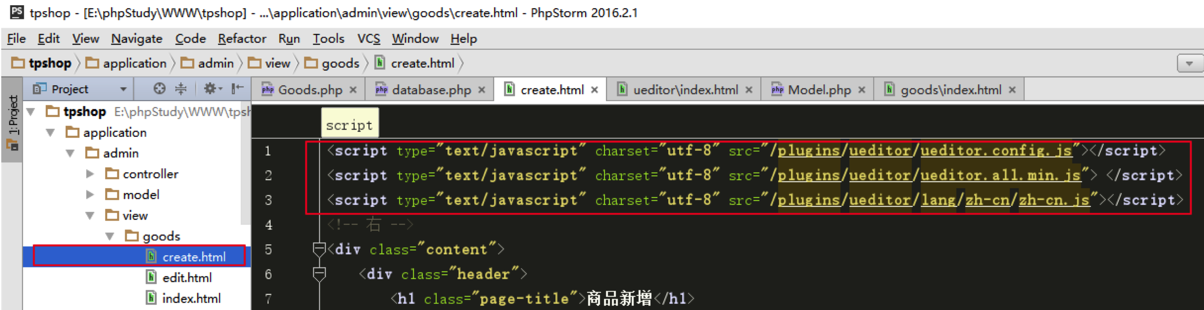 tpshop - [E:\phpStudy\WWW\tpshop] - ...\application\admin\view\goods\create.html - PhpStorm 2016.2.1
File Edit View Navigate Code Refactor Run Tools VCS Window Help
tpshop application admin view goods create.html
Project Goods.php database.php create.html ueditor\index.html Model.php goods\index.html
1: Project
tpshop E:\phpStudy\WWW\tpsh
application
admin
controller
model
view
goods
create.html
edit.html
index.html
script
1 <script type="text/javascript" charset="utf-8" src="/plugins/ueditor/ueditor.config.js"></script>
2 <script type="text/javascript" charset="utf-8" src="/plugins/ueditor/ueditor.all.min.js"> </script>
3 <script type="text/javascript" charset="utf-8" src="/plugins/ueditor/lang/zh-cn/zh-cn.js"></script>
4 <!-- 右 -->
5 <div class="content">
6 <div class="header">
7 <h1 class="page-title">商品新增</h1>